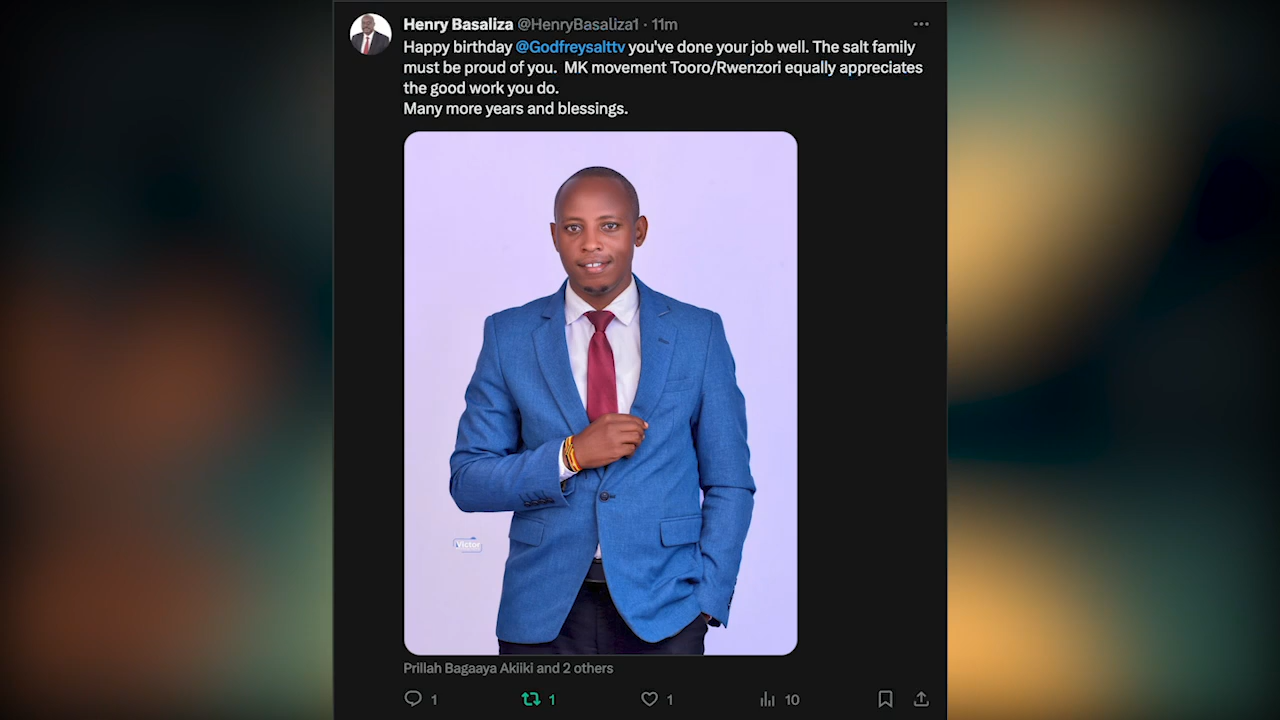 Henry Basaliza @HenryBasaliza1 · 11m
Happy birthday @Godfreysalttv you've done your job well. The salt family
must be proud of you.  MK movement Tooro/Rwenzori equally appreciates
the good work you do.
Many more years and blessings.
Victor
Prillah Bagaaya Akiiki and 2 others
1 1 1 10